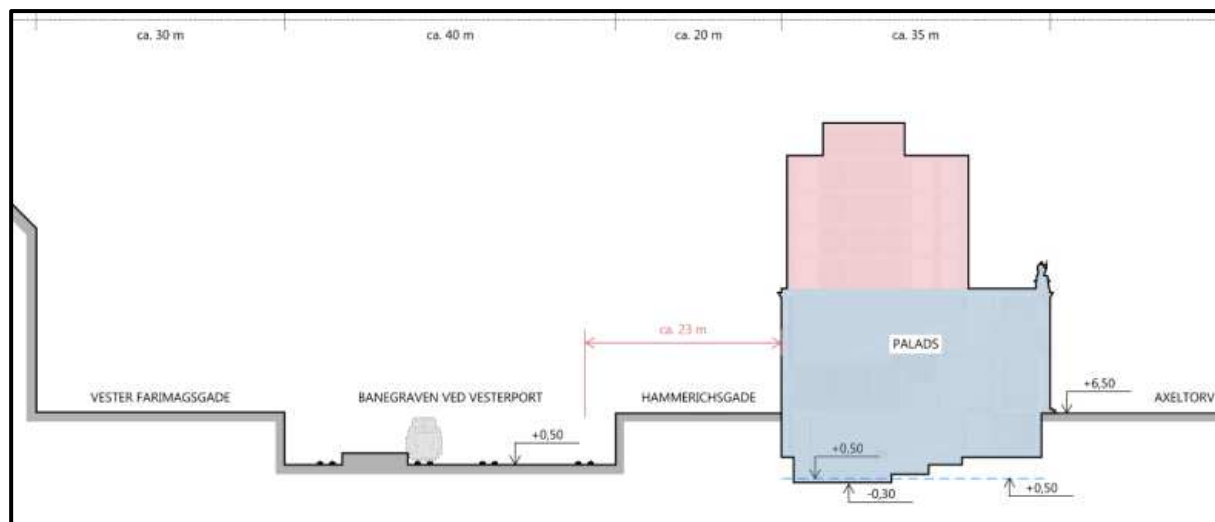 ca. 30 m
ca. 40 m
ca. 20 m
ca. 35 m
ca. 23 m
PALADS
VESTER FARIMAGSGADE
BANEGRAVEN VED VESTERPORT
HAMMERICHSGADE
+6,50
AXELTORV
+0,50
+0,50
-0,30
+0,50